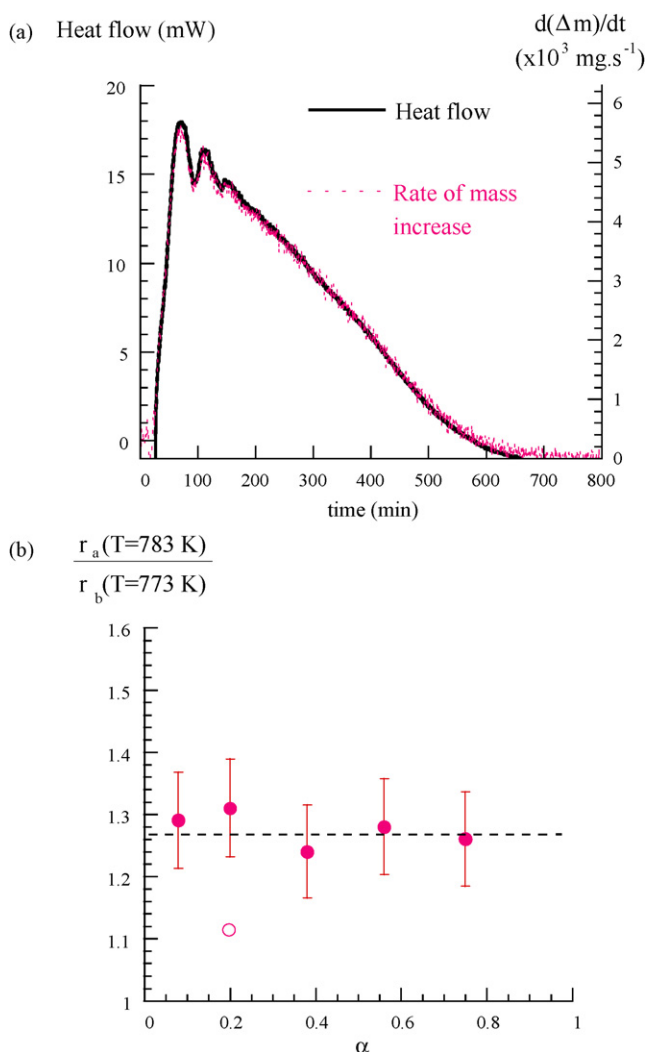 (a) Heat flow (mW)
d(Δm)/dt
(x10³ mg.s⁻¹)
20
15
10
5
0
6
5
4
3
2
1
0
Heat flow
Rate of mass
increase
0 100 200 300 400 500 600 700 800
time (min)
(b) r a (T=783 K)
r b (T=773 K)
1.6
1.5
1.4
1.3
1.2
1.1
1
0 0.2 0.4 0.6 0.8 1
α